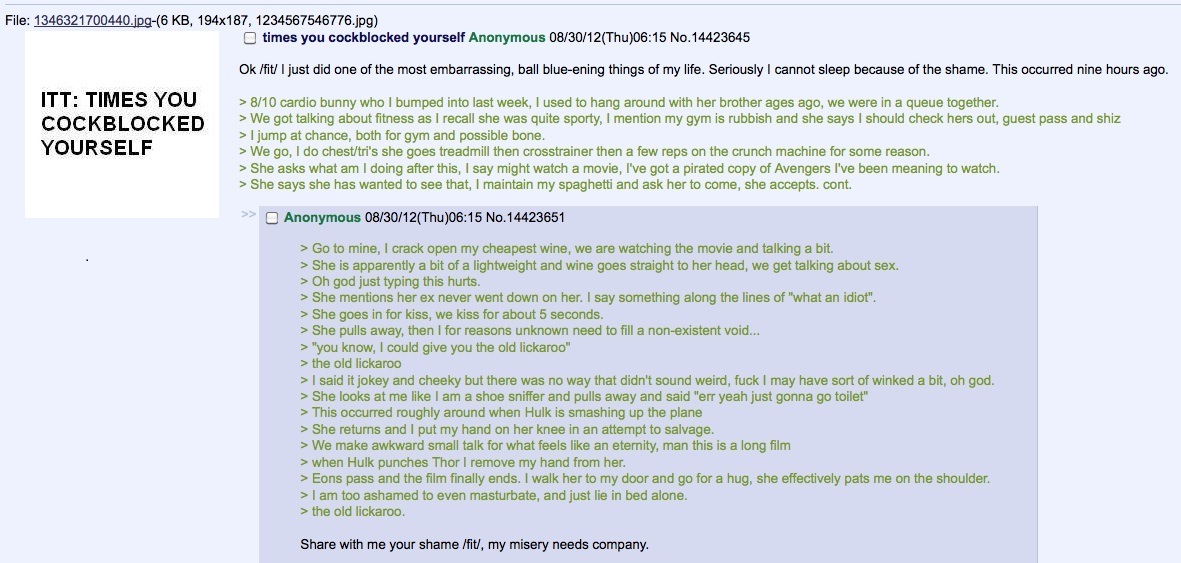 File: 1346321700440.jpg-(6 KB, 194x187, 1234567546776.jpg)
ITT: TIMES YOU
COCKBLOCKED
YOURSELF
times you cockblocked yourself Anonymous 08/30/12(Thu)06:15 No.14423645
Ok /fit/ I just did one of the most embarrassing, ball blue-ening things of my life. Seriously I cannot sleep because of the shame. This occurred nine hours ago.
> 8/10 cardio bunny who I bumped into last week, I used to hang around with her brother ages ago, we were in a queue together.
> We got talking about fitness as I recall she was quite sporty, I mention my gym is rubbish and she says I should check hers out, guest pass and shiz
> I jump at chance, both for gym and possible bone.
> We go, I do chest/tri's she goes treadmill then crosstrainer then a few reps on the crunch machine for some reason.
> She asks what am I doing after this, I say might watch a movie, I've got a pirated copy of Avengers I've been meaning to watch.
> She says she has wanted to see that, I maintain my spaghetti and ask her to come, she accepts. cont.
>> Anonymous 08/30/12(Thu)06:15 No.14423651
> Go to mine, I crack open my cheapest wine, we are watching the movie and talking a bit.
> She is apparently a bit of a lightweight and wine goes straight to her head, we get talking about sex.
> Oh god just typing this hurts.
> She mentions her ex never went down on her. I say something along the lines of "what an idiot".
> She goes in for kiss, we kiss for about 5 seconds.
> She pulls away, then I for reasons unknown need to fill a non-existent void...
> "you know, I could give you the old lickaroo"
> the old lickaroo
> I said it jokey and cheeky but there was no way that didn't sound weird, fuck I may have sort of winked a bit, oh god.
> She looks at me like I am a shoe sniffer and pulls away and said "err yeah just gonna go toilet"
> This occurred roughly around when Hulk is smashing up the plane
> She returns and I put my hand on her knee in an attempt to salvage.
> We make awkward small talk for what feels like an eternity, man this is a long film
> when Hulk punches Thor I remove my hand from her.
> Eons pass and the film finally ends. I walk her to my door and go for a hug, she effectively pats me on the shoulder.
> I am too ashamed to even masturbate, and just lie in bed alone.
> the old lickaroo.
Share with me your shame /fit/, my misery needs company.